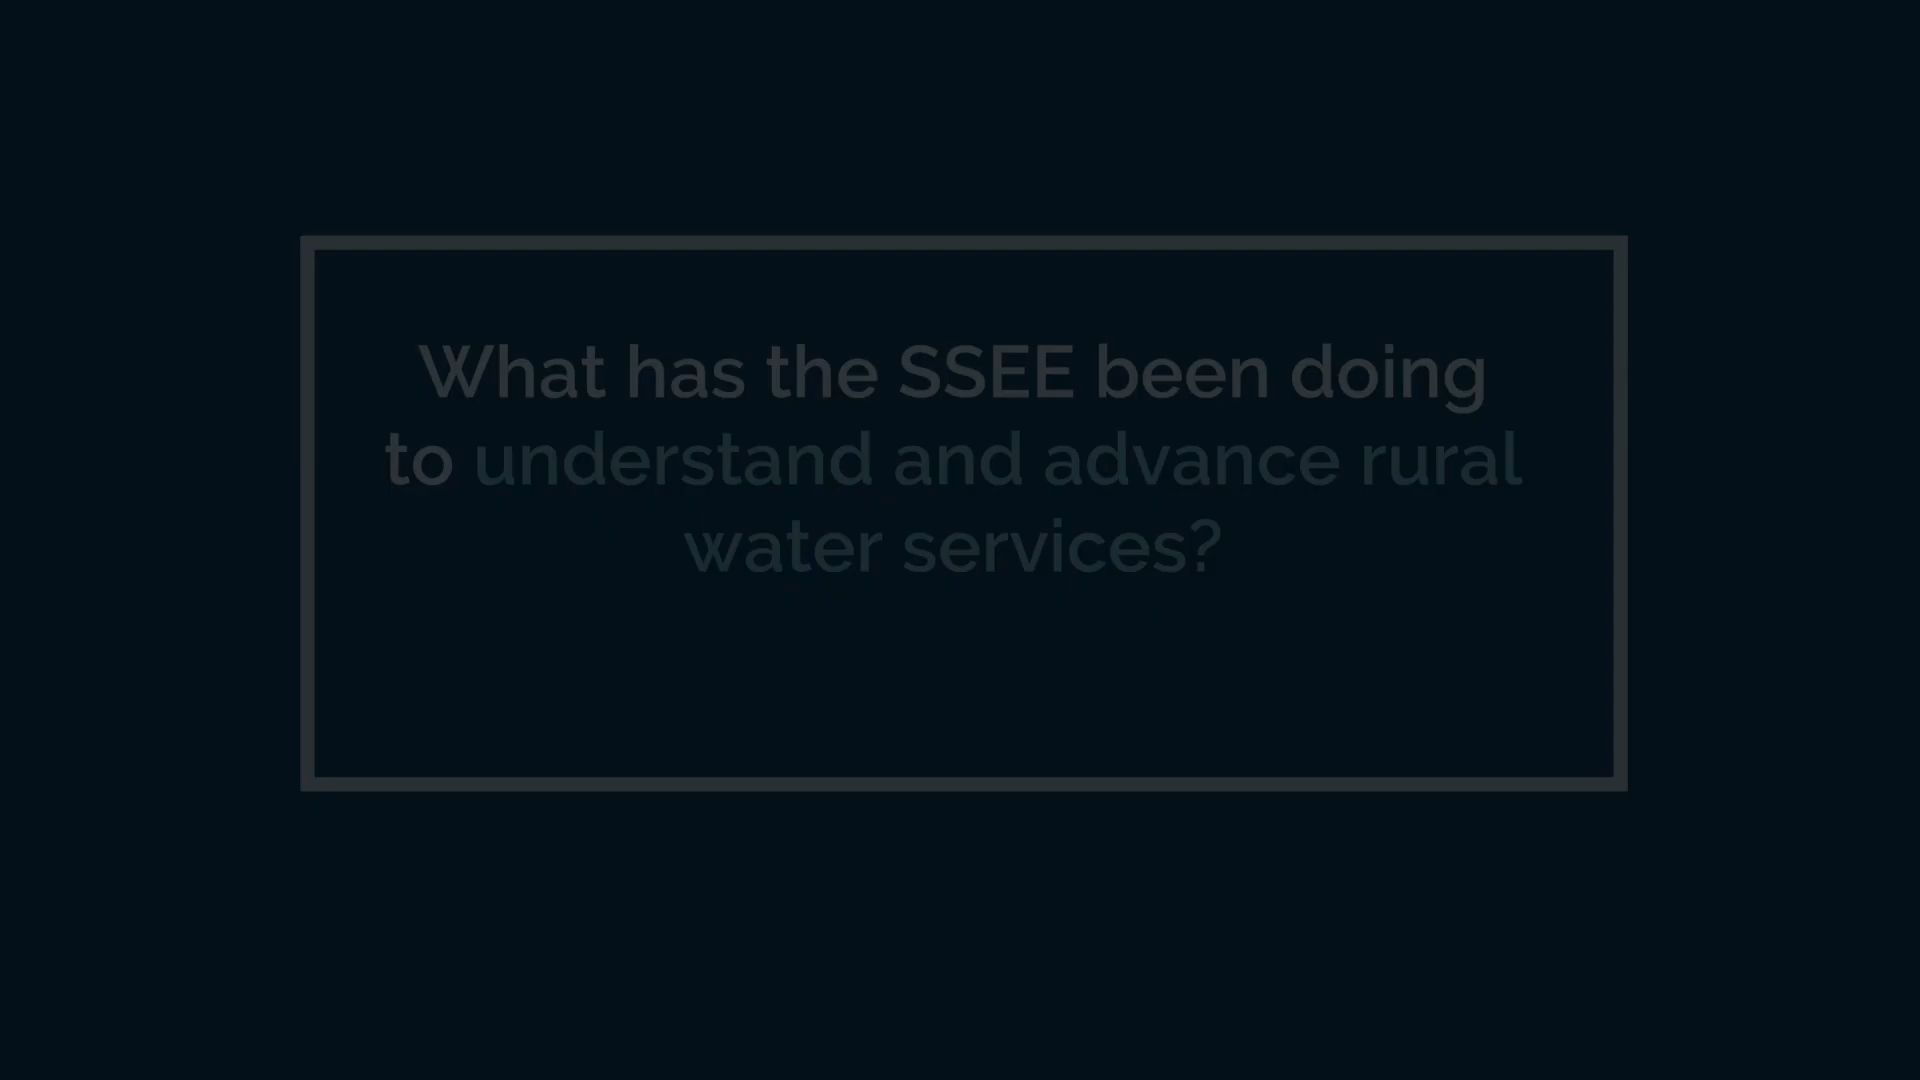 What has the SSEE been doing
to understand and advance rural
water services?